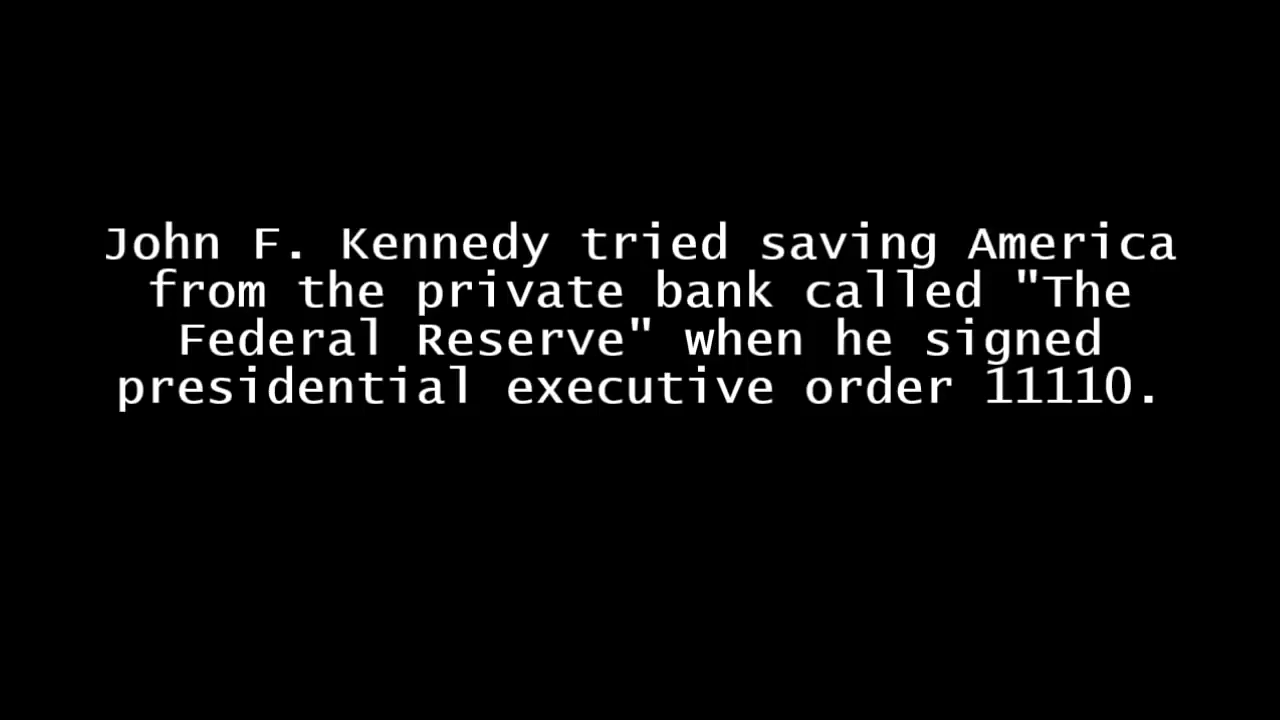 John F. Kennedy tried saving America
from the private bank called "The
Federal Reserve" when he signed
presidential executive order 11110.